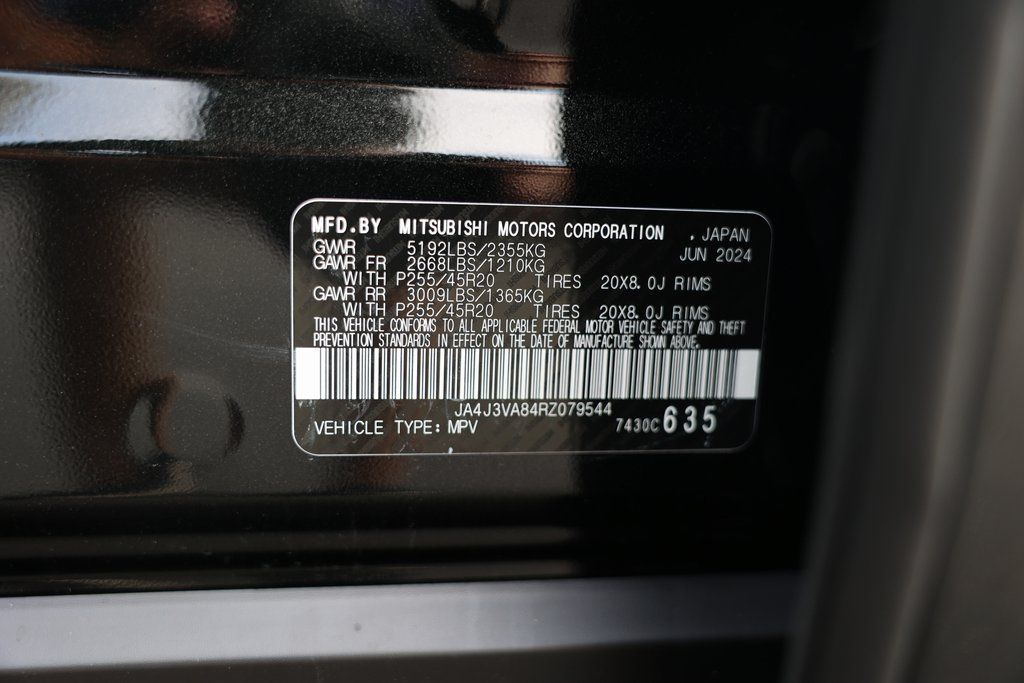 MFD.BY MITSUBISHI MOTORS CORPORATION , JAPAN
GVWR 5192LBS/2355KG JUN 2024
GAWR FR 2668LBS/1210KG
WITH P255/45R20 TIRES 20X8.0J RIMS
GAWR RR 3009LBS/1365KG
WITH P255/45R20 TIRES 20X8.0J RIMS
THIS VEHICLE CONFORMS TO ALL APPLICABLE FEDERAL MOTOR VEHICLE SAFETY AND THEFT
PREVENTION STANDARDS IN EFFECT ON THE DATE OF MANUFACTURE SHOWN ABOVE.
JA4J3VA84RZ079544
VEHICLE TYPE: MPV 7430C 635